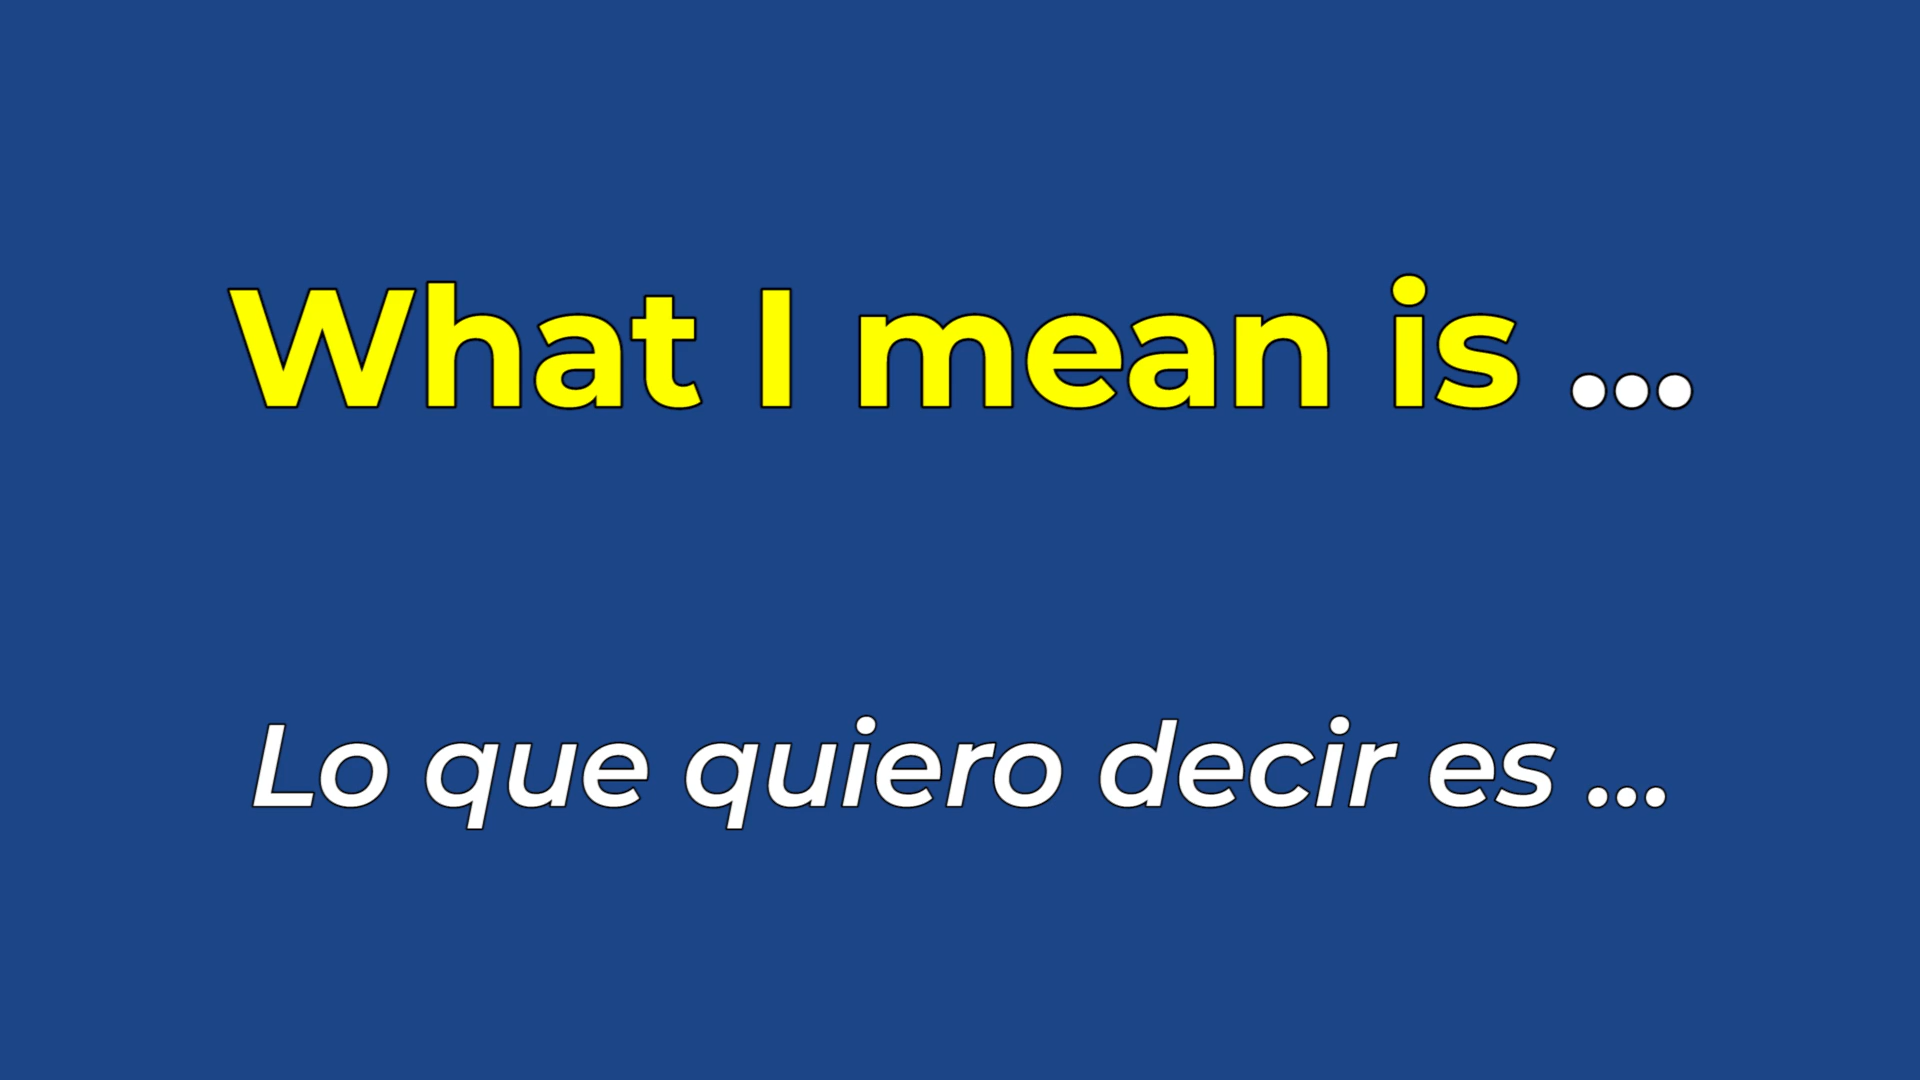 What I mean is ...
Lo que quiero decir es ...